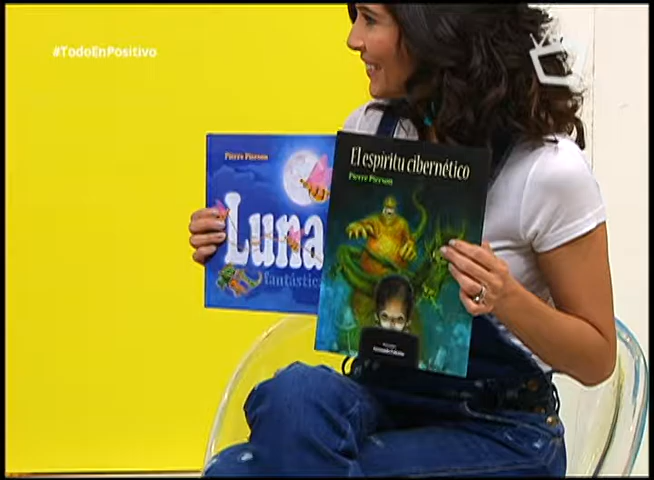 #TodoEnPositivo
Pierre Pierson
Luna
fantástica
El espíritu cibernético
Pierre Pierson